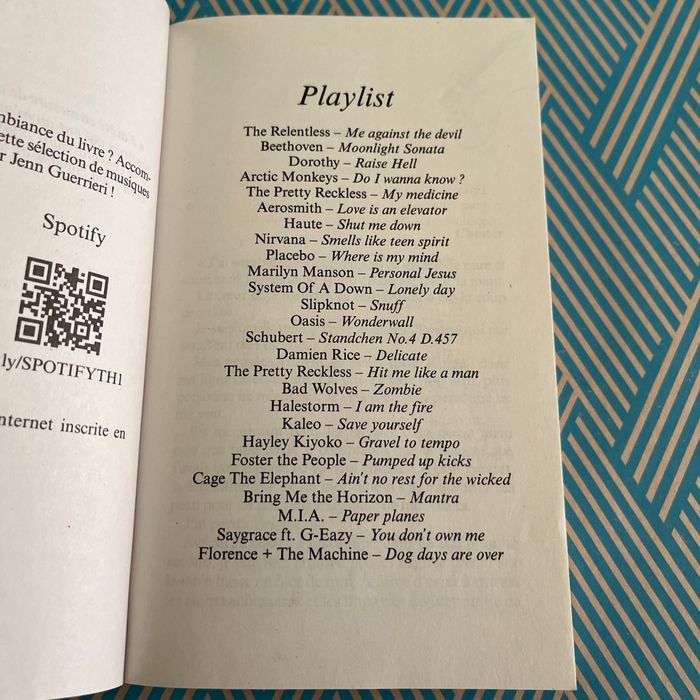 mbiance du livre ? Accom-
ette sélection de musiques
r Jenn Guerrieri !
Spotify
ly/SPOTIFYTH1
nternet inscrite en
Playlist
The Relentless – Me against the devil
Beethoven – Moonlight Sonata
Dorothy – Raise Hell
Arctic Monkeys – Do I wanna know ?
The Pretty Reckless – My medicine
Aerosmith – Love is an elevator
Haute – Shut me down
Nirvana – Smells like teen spirit
Placebo – Where is my mind
Marilyn Manson – Personal Jesus
System Of A Down – Lonely day
Slipknot – Snuff
Oasis – Wonderwall
Schubert – Standchen No.4 D.457
Damien Rice – Delicate
The Pretty Reckless – Hit me like a man
Bad Wolves – Zombie
Halestorm – I am the fire
Kaleo – Save yourself
Hayley Kiyoko – Gravel to tempo
Foster the People – Pumped up kicks
Cage The Elephant – Ain't no rest for the wicked
Bring Me the Horizon – Mantra
M.I.A. – Paper planes
Saygrace ft. G-Eazy – You don't own me
Florence + The Machine – Dog days are over